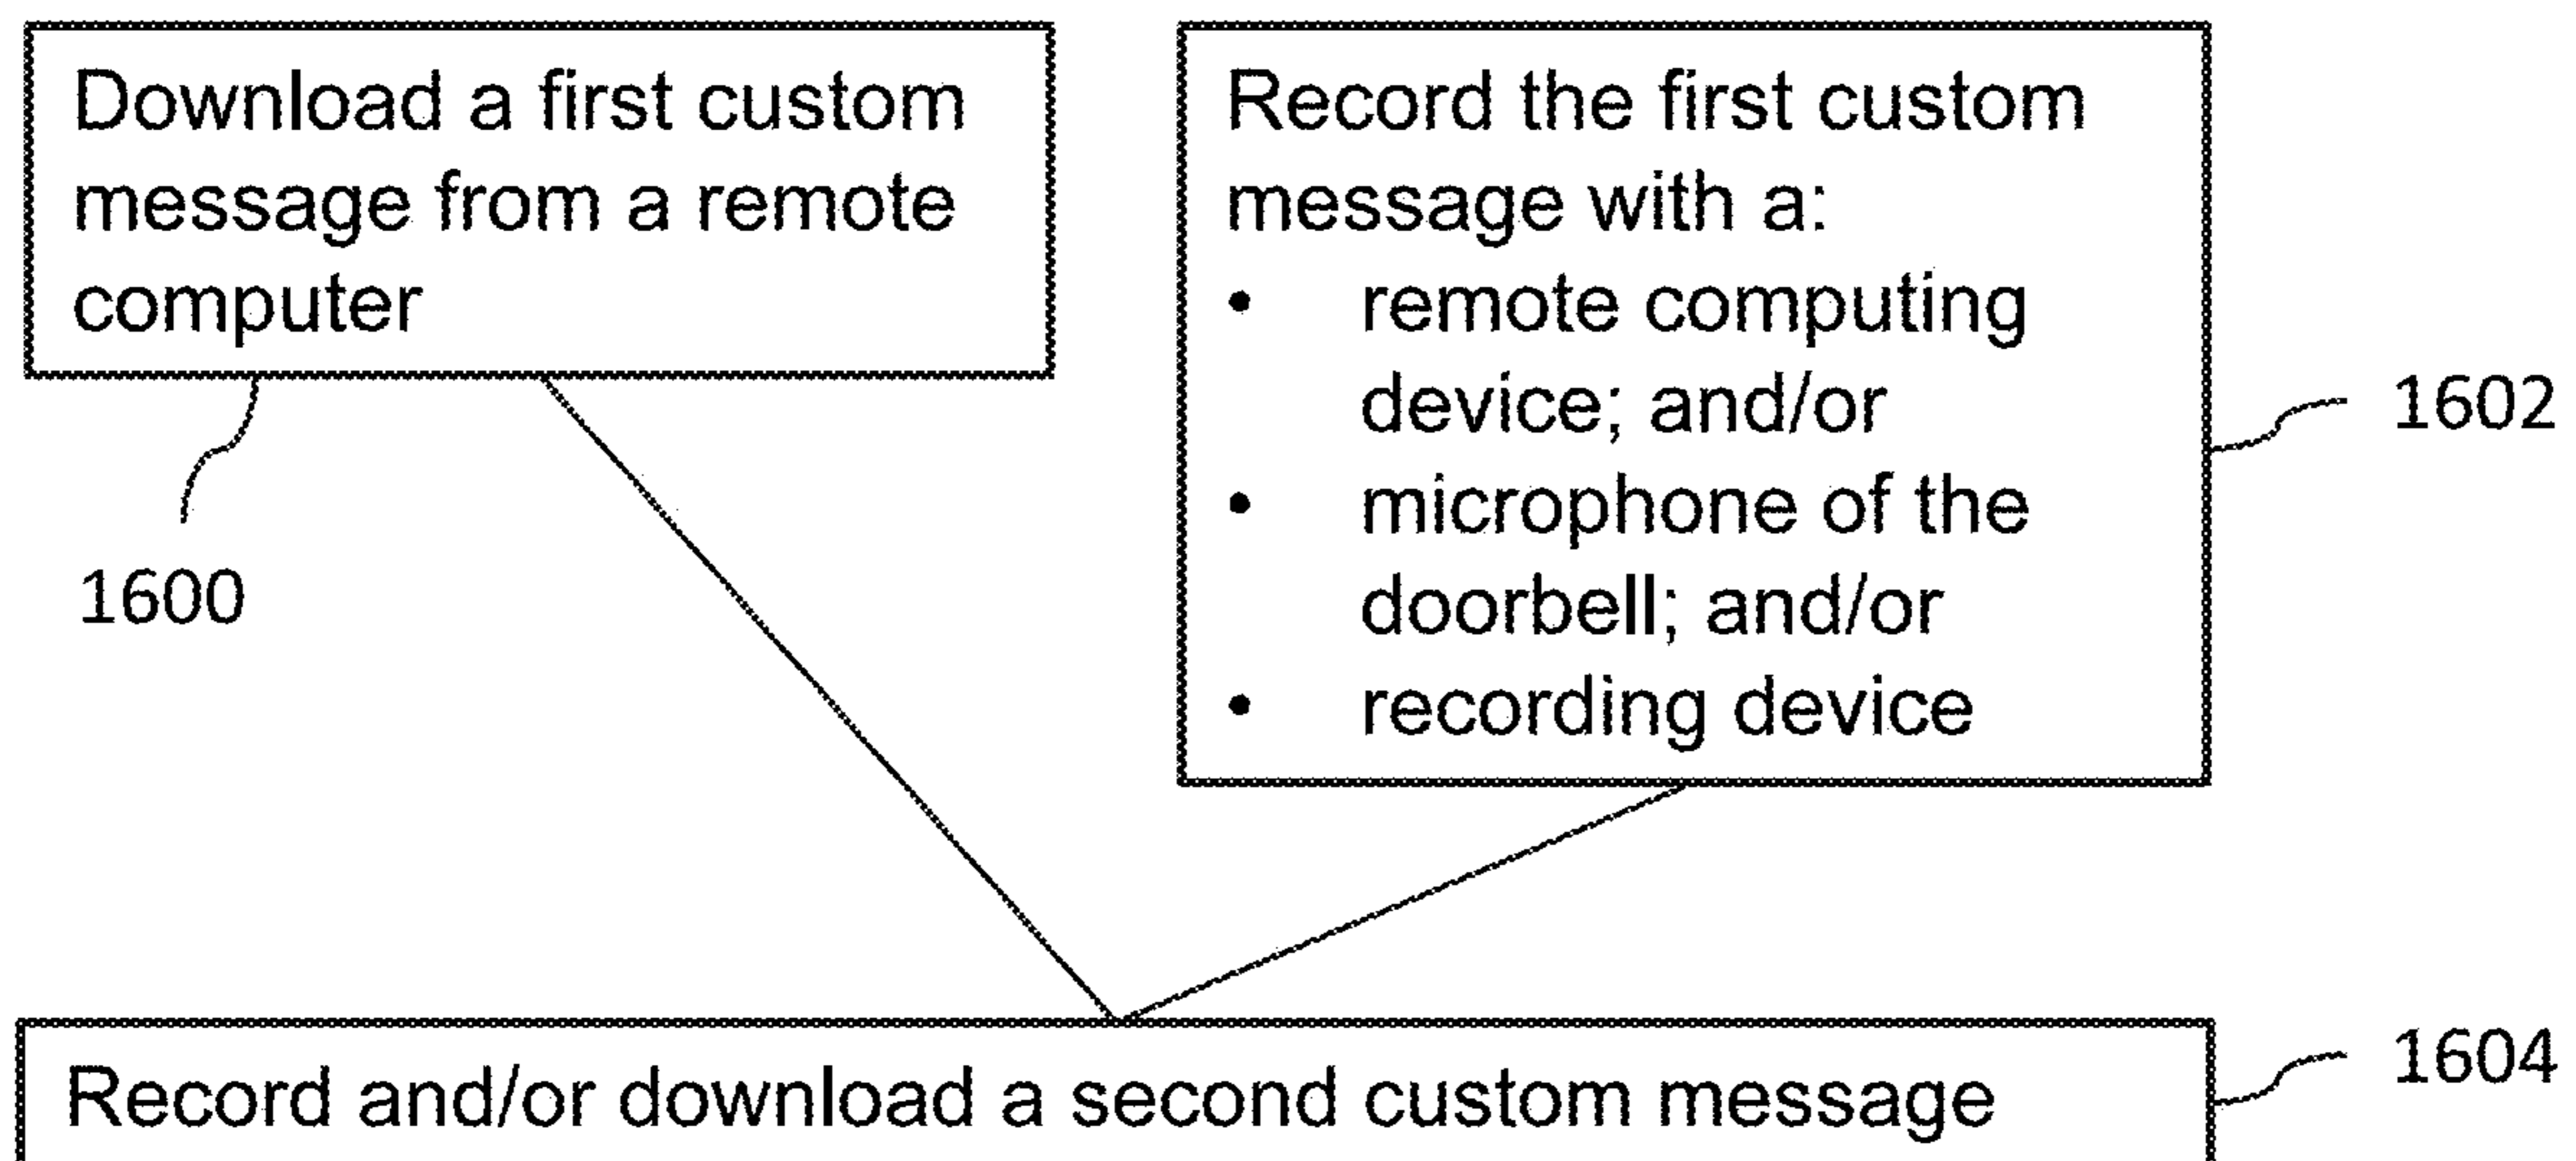 Download a first custom
message from a remote
computer
1600
Record the first custom
message with a:
• remote computing
device; and/or
• microphone of the
doorbell; and/or
• recording device
1602
Record and/or download a second custom message
1604